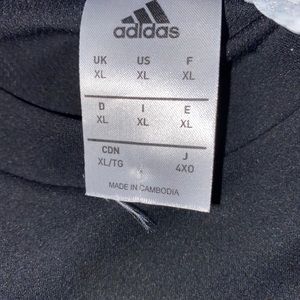 adidas
UK US F
XL XL XL
D I E
XL XL XL
CDN J
XL/TG 4XO
MADE IN CAMBODIA